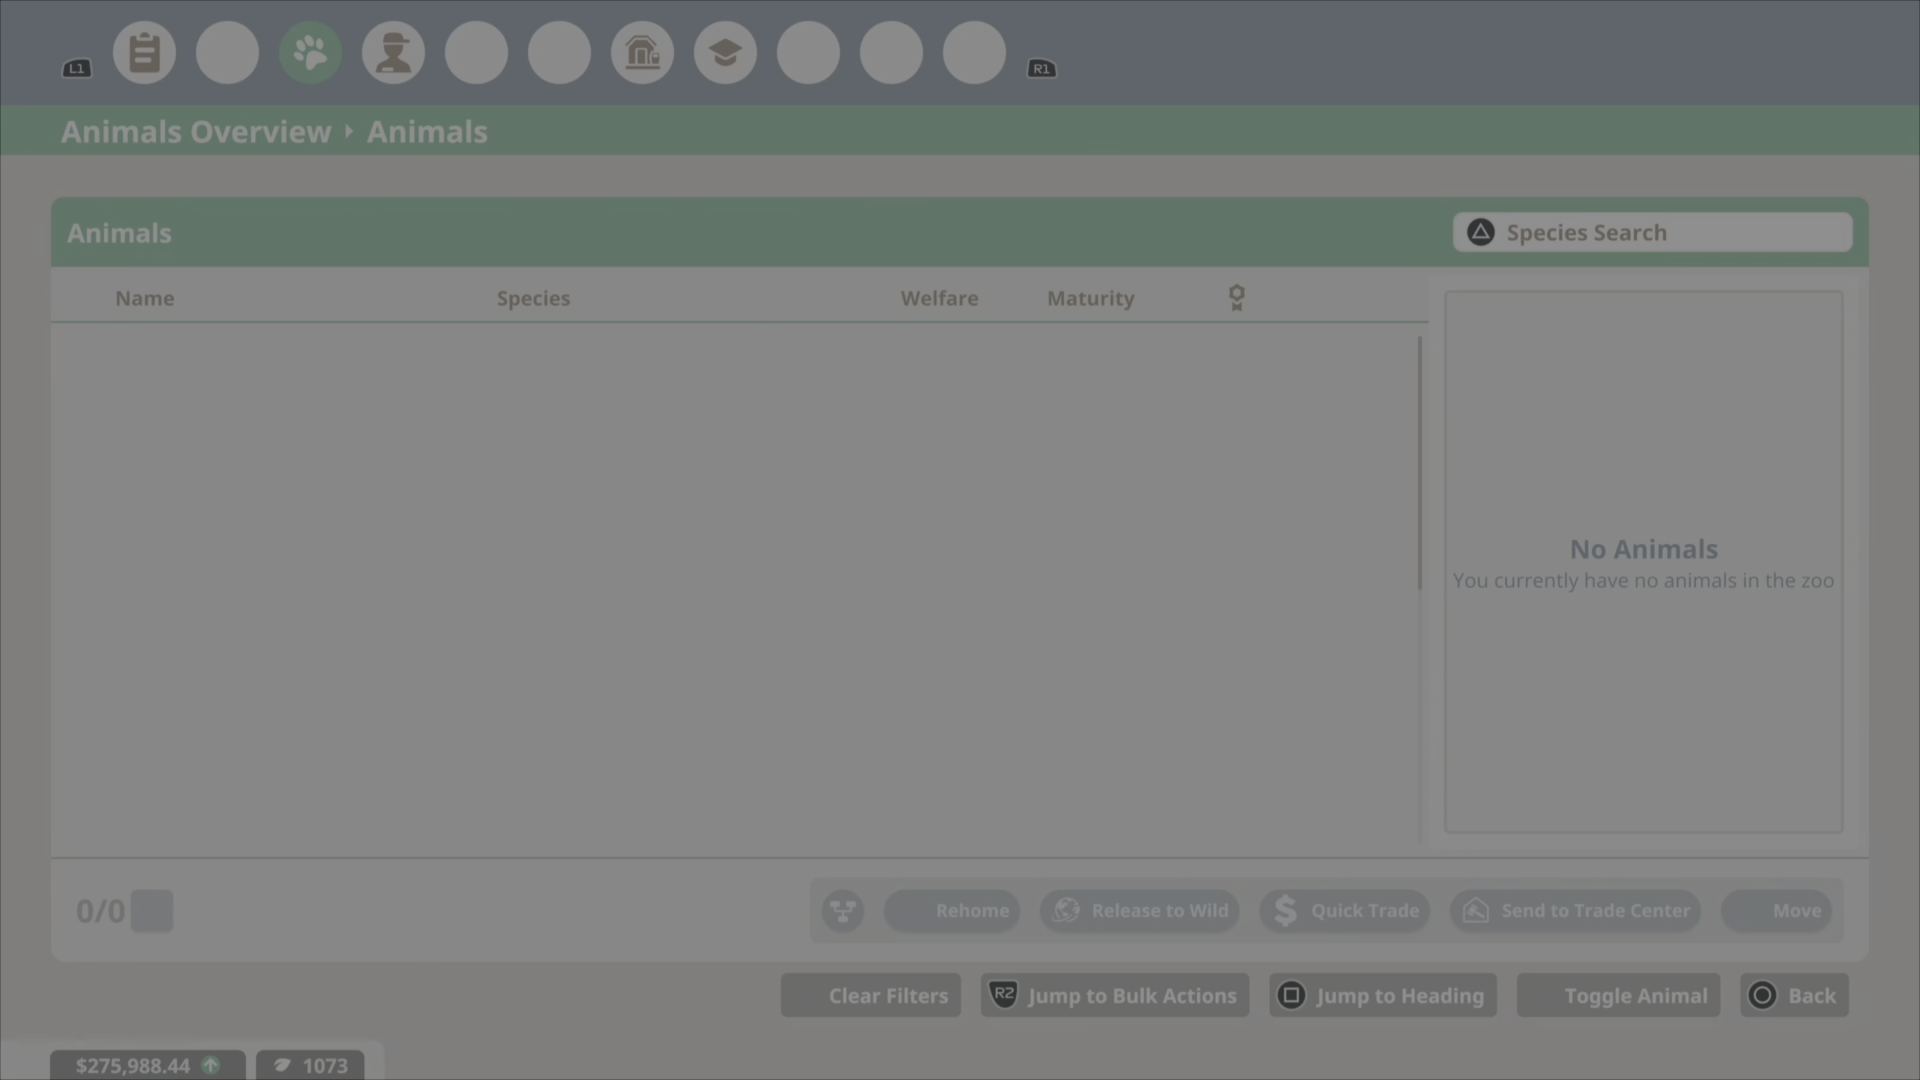 L1
R1
Animals Overview Animals
Animals
Species Search
Name Species Welfare Maturity
No Animals
You currently have no animals in the zoo
0/0
Rehome Release to Wild Quick Trade Send to Trade Center Move
Clear Filters R2 Jump to Bulk Actions Jump to Heading Toggle Animal Back
$275,988.44 1073